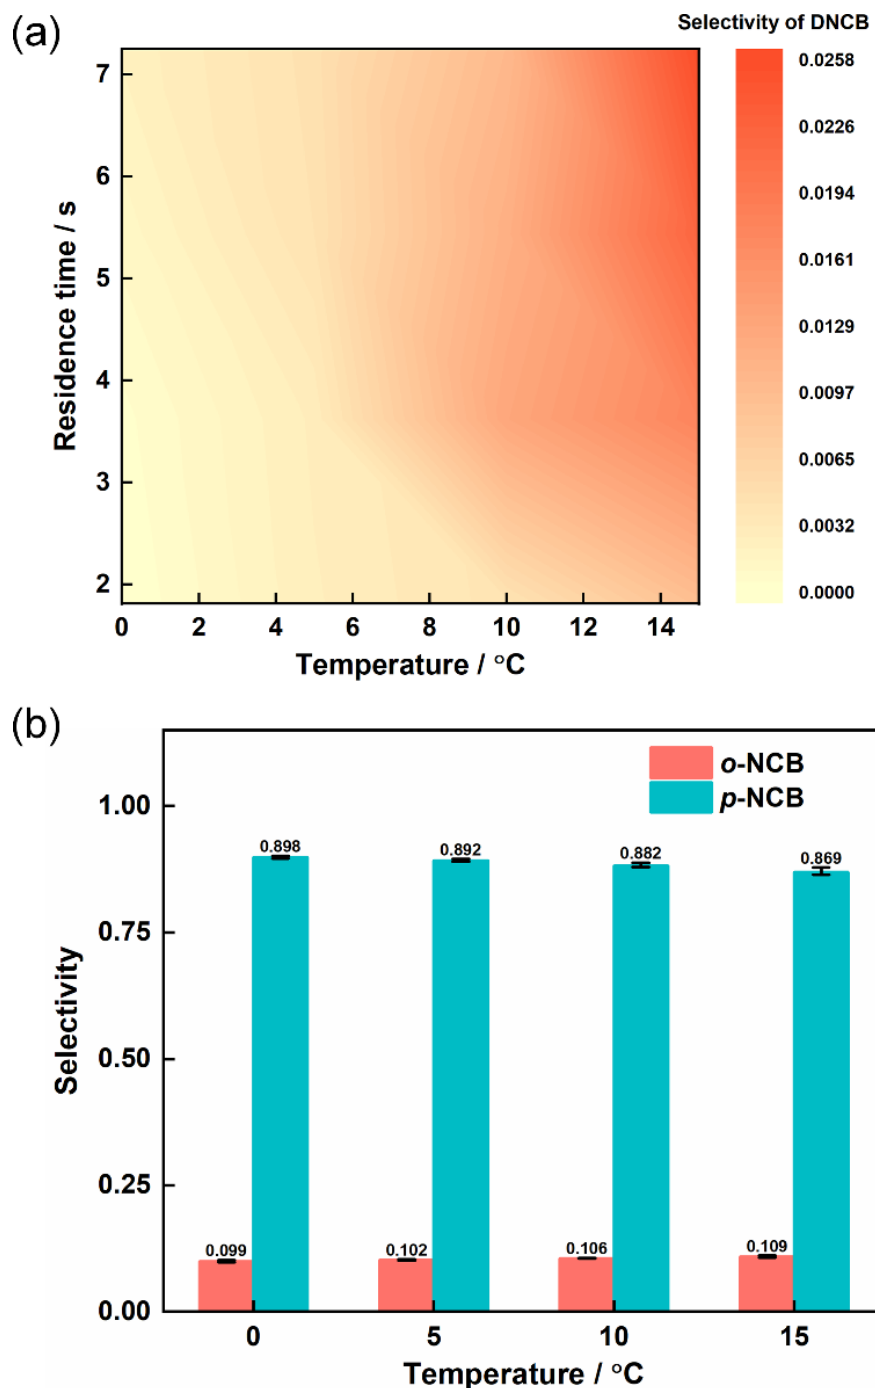 (a)
Selectivity of DNCB
7
6
5
4
3
2
Residence time / s
0 2 4 6 8 10 12 14
Temperature / °C
0.0258
0.0226
0.0194
0.0161
0.0129
0.0097
0.0065
0.0032
0.0000
(b)
o-NCB
p-NCB
1.00
0.75
0.50
0.25
0.00
Selectivity
0.898
0.892
0.882
0.869
0.099
0.102
0.106
0.109
0 5 10 15
Temperature / °C